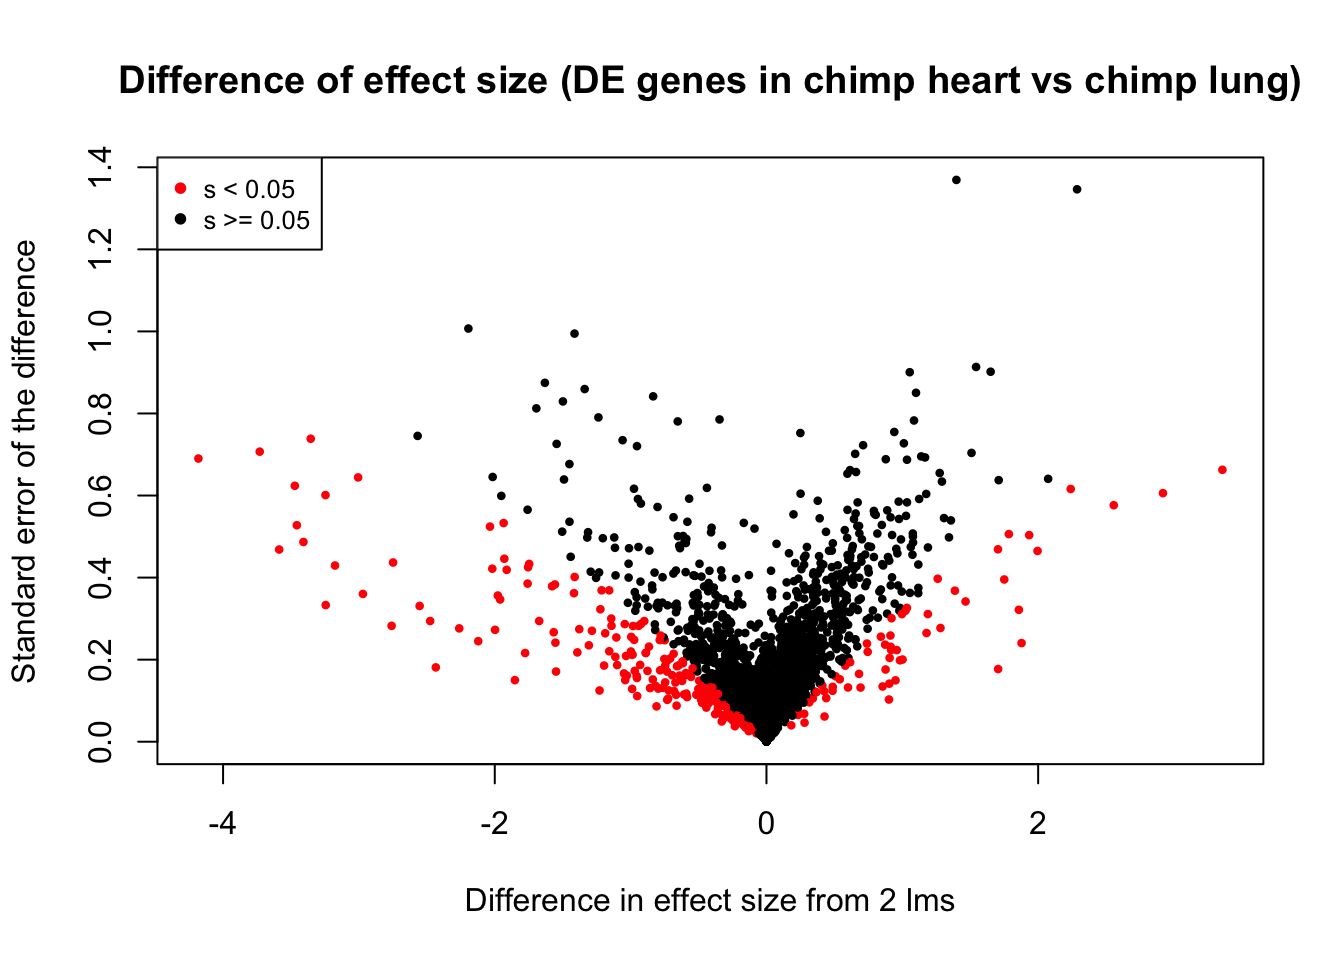 Difference of effect size (DE genes in chimp heart vs chimp lung)
s < 0.05
s >= 0.05
Standard error of the difference
1.4
1.2
1.0
0.8
0.6
0.4
0.2
0.0
-4 -2 0 2
Difference in effect size from 2 lms